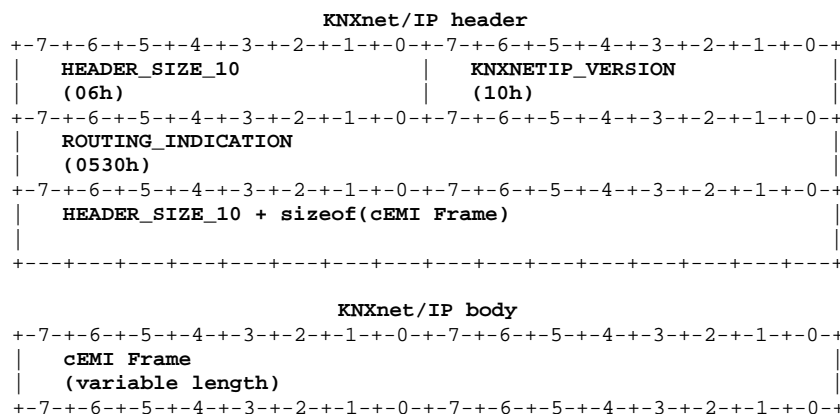 KNXnet/IP header
+-7-+-6-+-5-+-4-+-3-+-2-+-1-+-0-+-7-+-6-+-5-+-4-+-3-+-2-+-1-+-0-+
| HEADER_SIZE_10 | KNXNETIP_VERSION |
| (06h) | (10h) |
+-7-+-6-+-5-+-4-+-3-+-2-+-1-+-0-+-7-+-6-+-5-+-4-+-3-+-2-+-1-+-0-+
| ROUTING_INDICATION |
| (0530h) |
+-7-+-6-+-5-+-4-+-3-+-2-+-1-+-0-+-7-+-6-+-5-+-4-+-3-+-2-+-1-+-0-+
| HEADER_SIZE_10 + sizeof(cEMI Frame) |
| |
+---+---+---+---+---+---+---+---+---+---+---+---+---+---+---+---+
KNXnet/IP body
+-7-+-6-+-5-+-4-+-3-+-2-+-1-+-0-+-7-+-6-+-5-+-4-+-3-+-2-+-1-+-0-+
| cEMI Frame |
| (variable length) |
+-7-+-6-+-5-+-4-+-3-+-2-+-1-+-0-+-7-+-6-+-5-+-4-+-3-+-2-+-1-+-0-+